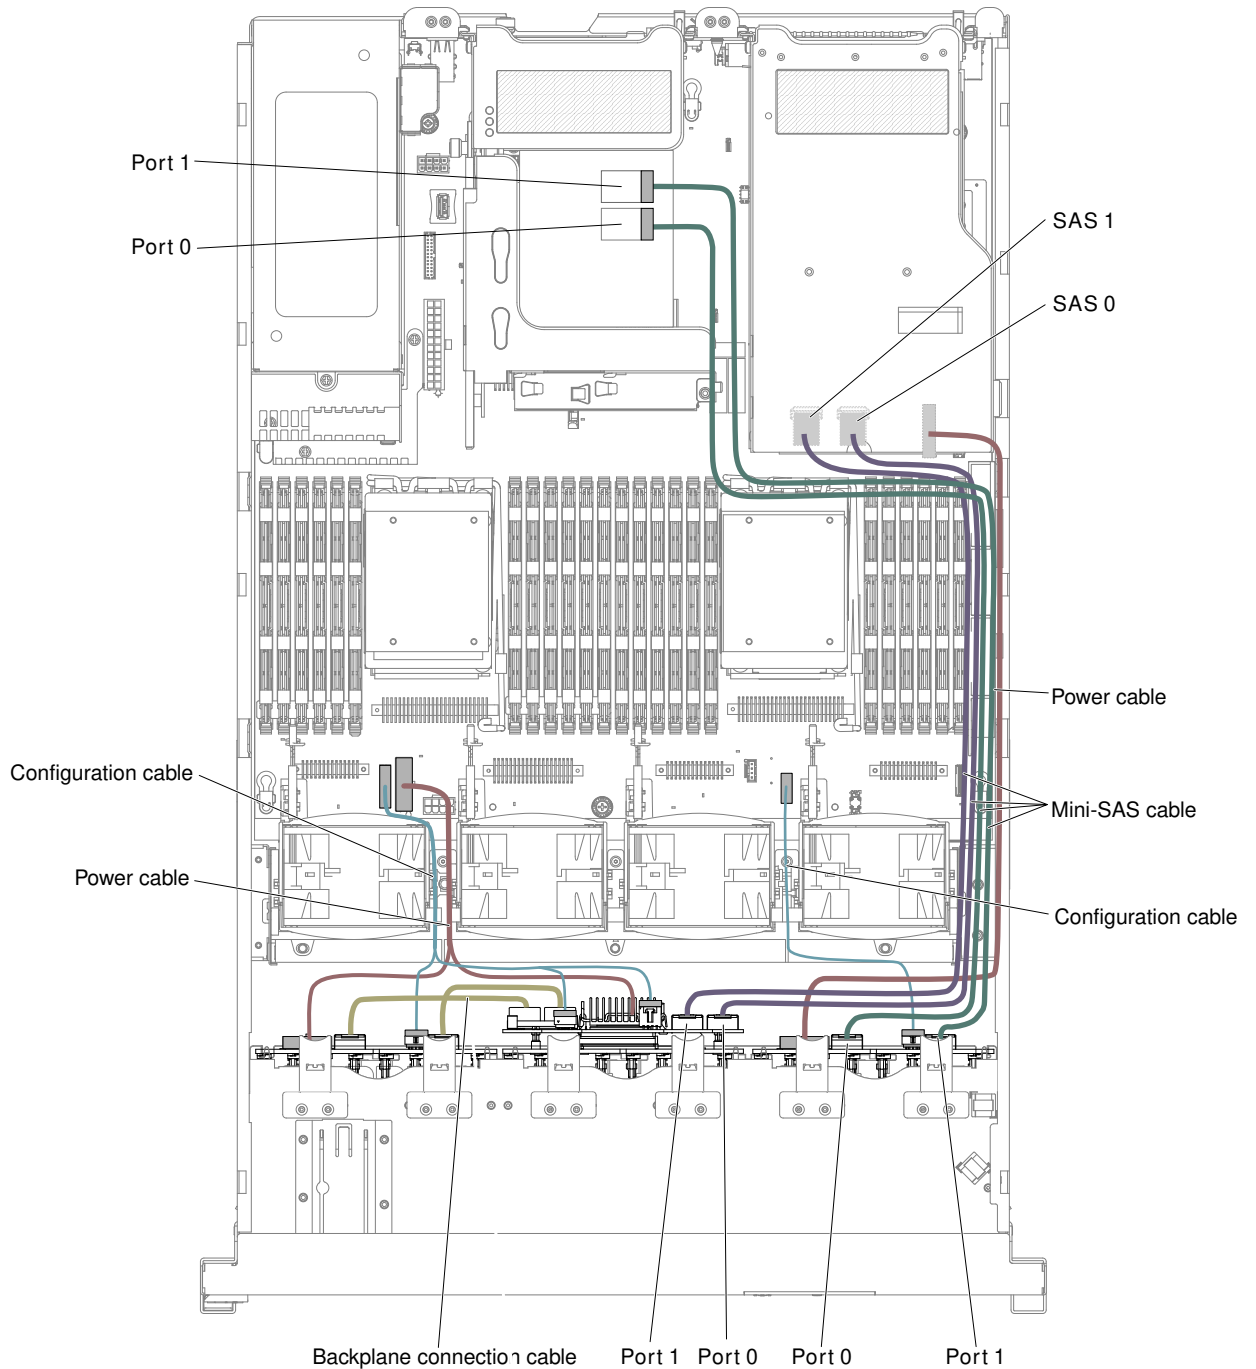 Port 1
SAS 1
Port 0
SAS 0
Power cable
Configuration cable
Mini-SAS cable
Power cable
Configuration cable
Backplane connection cable
Port 1
Port 0
Port 0
Port 1